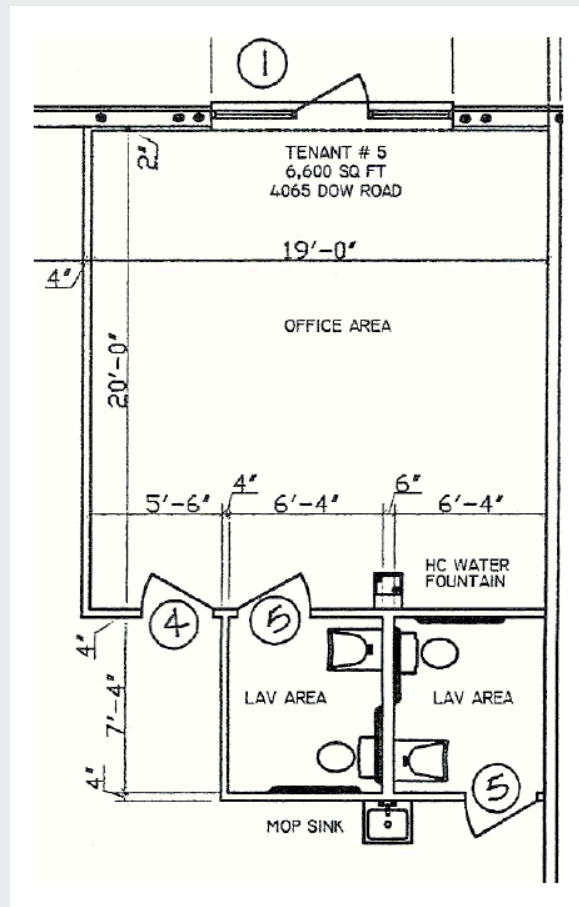 1
2"
TENANT # 5
6,600 SQ FT
4065 DOW ROAD
19'-0"
4"
OFFICE AREA
20'-0"
4"
6"
5'-6"
6'-4"
6'-4"
HC WATER
FOUNTAIN
4
5
4"
7'-4"
LAV AREA
LAV AREA
4"
5
MOP SINK